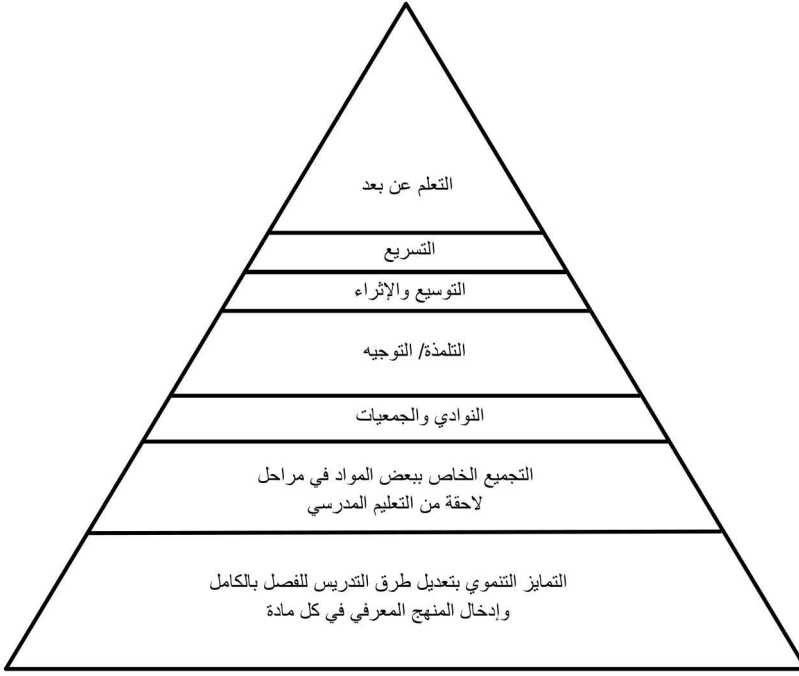 التعلم عن بعد
التسريع
التوسيع والإثراء
التلمذة/ التوجيه
النوادي والجمعيات
التجميع الخاص ببعض المواد في مراحل
لاحقة من التعليم المدرسي
التمايز التنموي بتعديل طرق التدريس للفصل بالكامل
وإدخال المنهج المعرفي في كل مادة